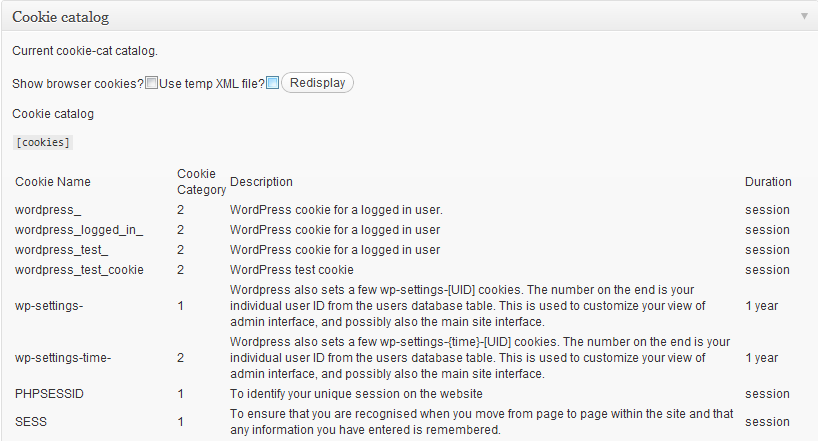 Cookie catalog
Current cookie-cat catalog.
Show browser cookies? Use temp XML file? Redisplay
Cookie catalog
[cookies]
Cookie Name Cookie Category Description Duration
wordpress_ 2 WordPress cookie for a logged in user. session
wordpress_logged_in_ 2 WordPress cookie for a logged in user session
wordpress_test_ 2 WordPress cookie for a logged in user session
wordpress_test_cookie 2 WordPress test cookie session
Wordpress also sets a few wp-settings-[UID] cookies. The number on the end is your
wp-settings- 1 individual user ID from the users database table. This is used to customize your view of 1 year
admin interface, and possibly also the main site interface.
Wordpress also sets a few wp-settings-{time}-[UID] cookies. The number on the end is your
wp-settings-time- 2 individual user ID from the users database table. This is used to customize your view of 1 year
admin interface, and possibly also the main site interface.
PHPSESSID 1 To identify your unique session on the website session
To ensure that you are recognised when you move from page to page within the site and that
SESS 1 any information you have entered is remembered. session